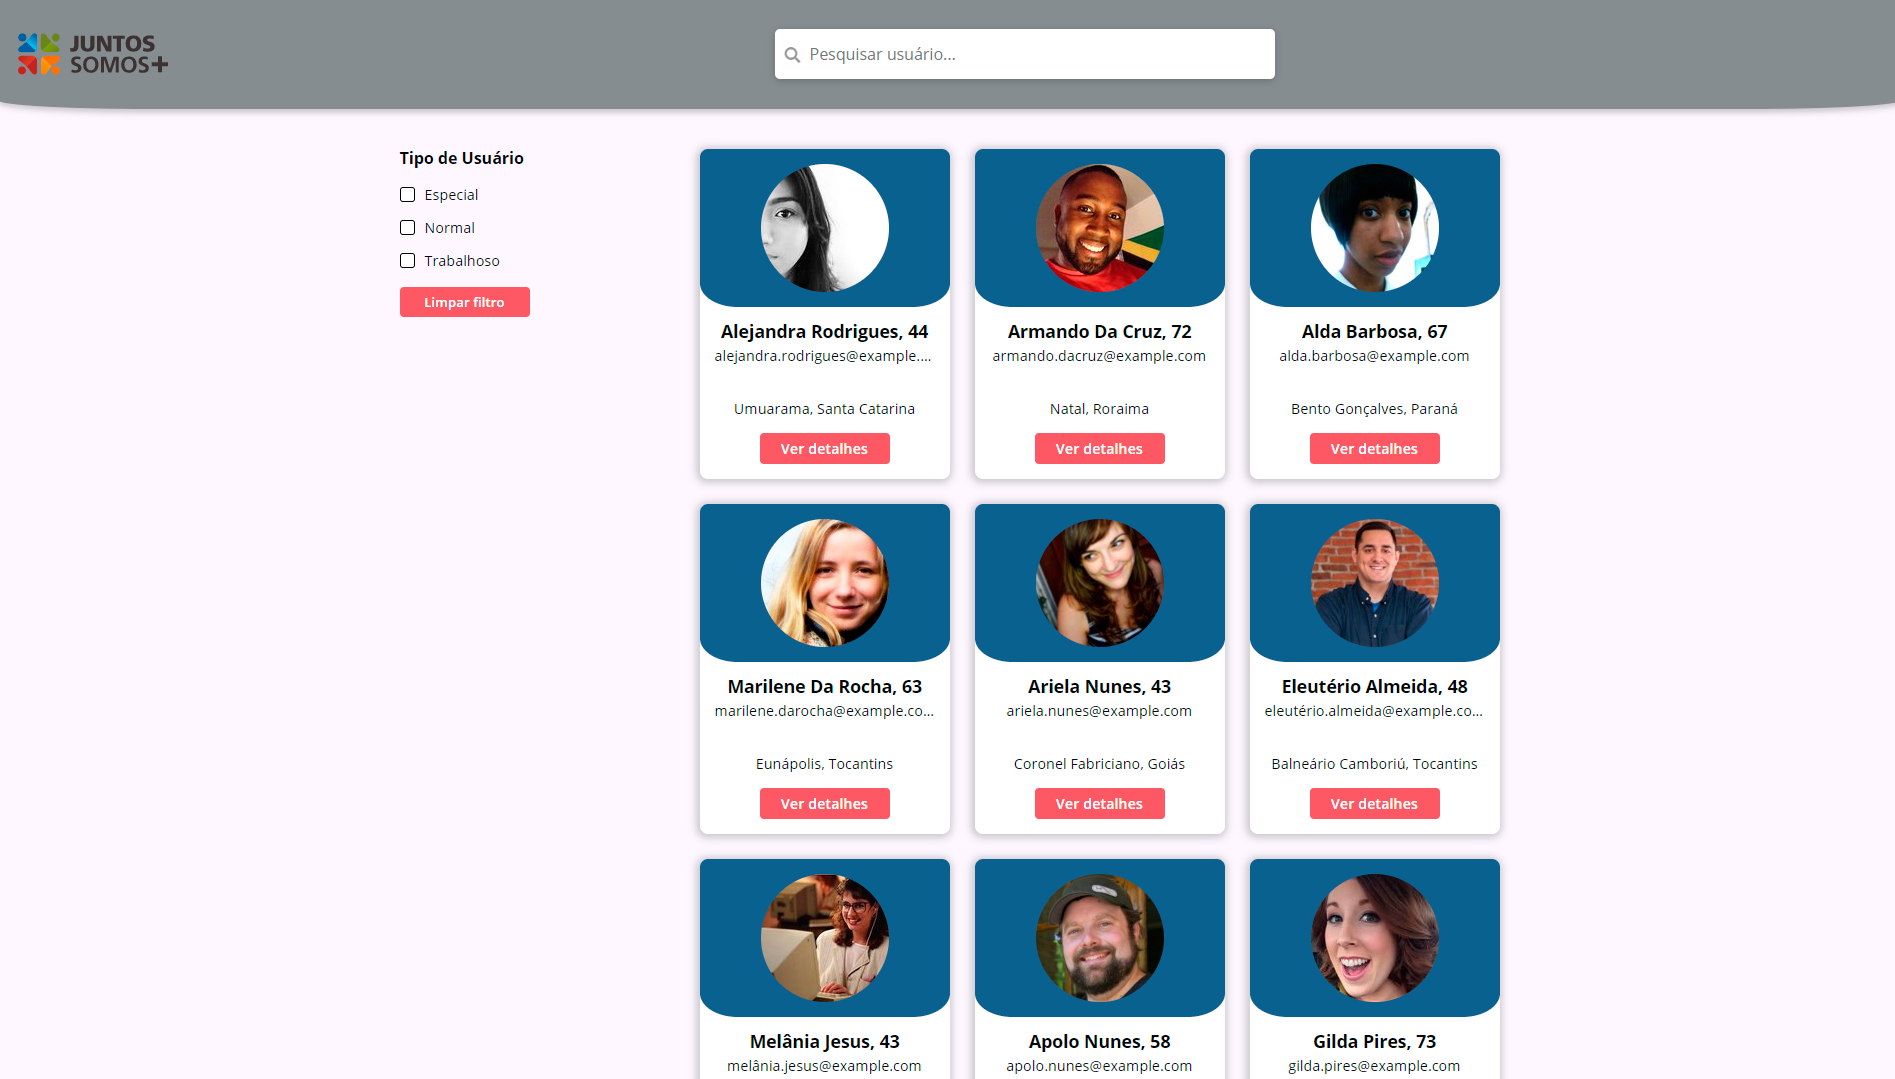 JUNTOS
SOMOS+
Pesquisar usuário...
Tipo de Usuário
Especial
Normal
Trabalhoso
Limpar filtro
Alejandra Rodrigues, 44
alejandra.rodrigues@example....
Umuarama, Santa Catarina
Ver detalhes
Armando Da Cruz, 72
armando.dacruz@example.com
Natal, Roraima
Ver detalhes
Alda Barbosa, 67
alda.barbosa@example.com
Bento Gonçalves, Paraná
Ver detalhes
Marilene Da Rocha, 63
marilene.darocha@example.co...
Eunápolis, Tocantins
Ver detalhes
Ariela Nunes, 43
ariela.nunes@example.com
Coronel Fabriciano, Goiás
Ver detalhes
Eleutério Almeida, 48
eleutério.almeida@example.co...
Balneário Camboriú, Tocantins
Ver detalhes
Melânia Jesus, 43
melânia.jesus@example.com
Apolo Nunes, 58
apolo.nunes@example.com
Gilda Pires, 73
gilda.pires@example.com